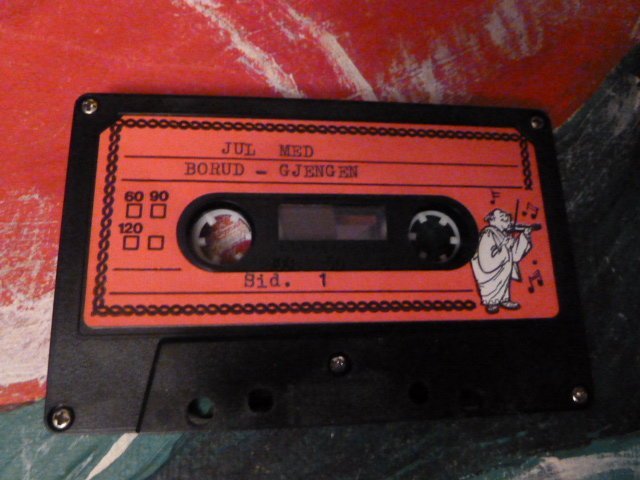 JUL MED
BORUD - GJENGEN
60 90
120
Sid. 1